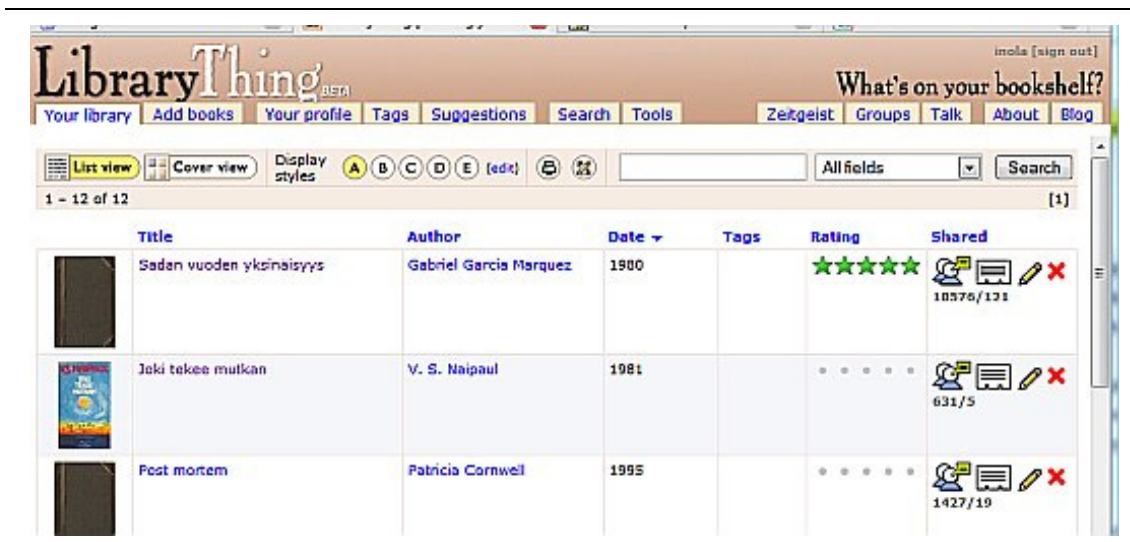 LibraryThing BETA
inola [sign out]
What's on your bookshelf?
Your library Add books Your profile Tags Suggestions Search Tools Zeitgeist Groups Talk About Blog
List view Cover view Display styles A B C D E [edit] All fields Search
1 – 12 of 12 [1]
Title Author Date Tags Rating Shared
Sadan vuoden yksinaisyys Gabriel Garcia Marquez 1980
10576/121
Joki tekee mutkan V. S. Naipaul 1981
631/5
Post mortem Patricia Cornwell 1995
1427/19